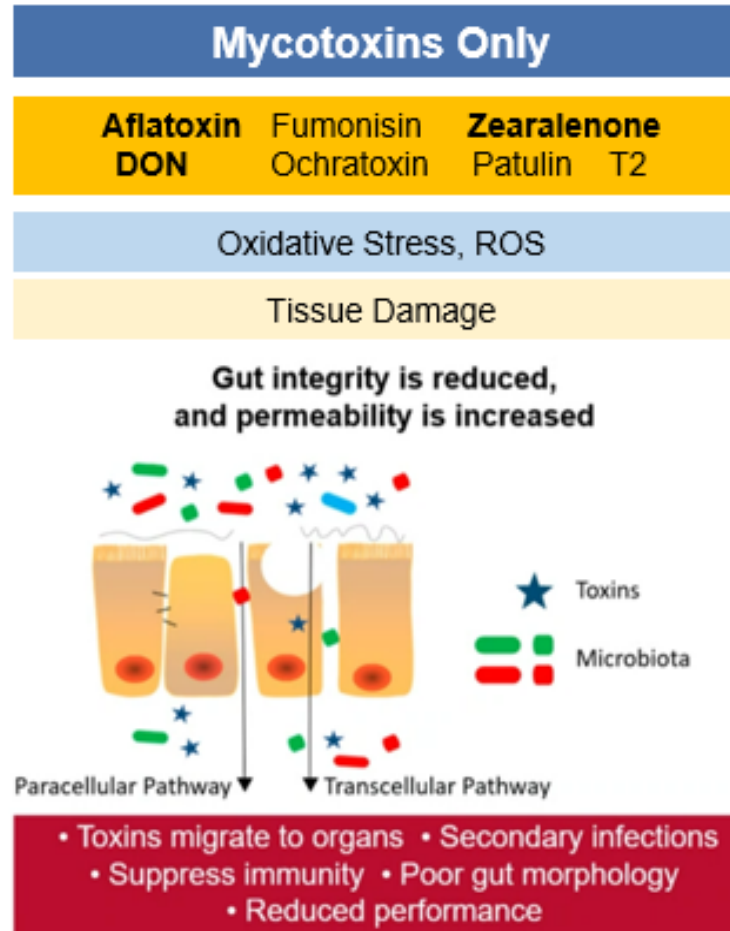 Mycotoxins Only
Aflatoxin Fumonisin Zearalenone
DON Ochratoxin Patulin T2
Oxidative Stress, ROS
Tissue Damage
Gut integrity is reduced,
and permeability is increased
Toxins
Microbiota
Paracellular Pathway Transcellular Pathway
• Toxins migrate to organs • Secondary infections
• Suppress immunity • Poor gut morphology
• Reduced performance